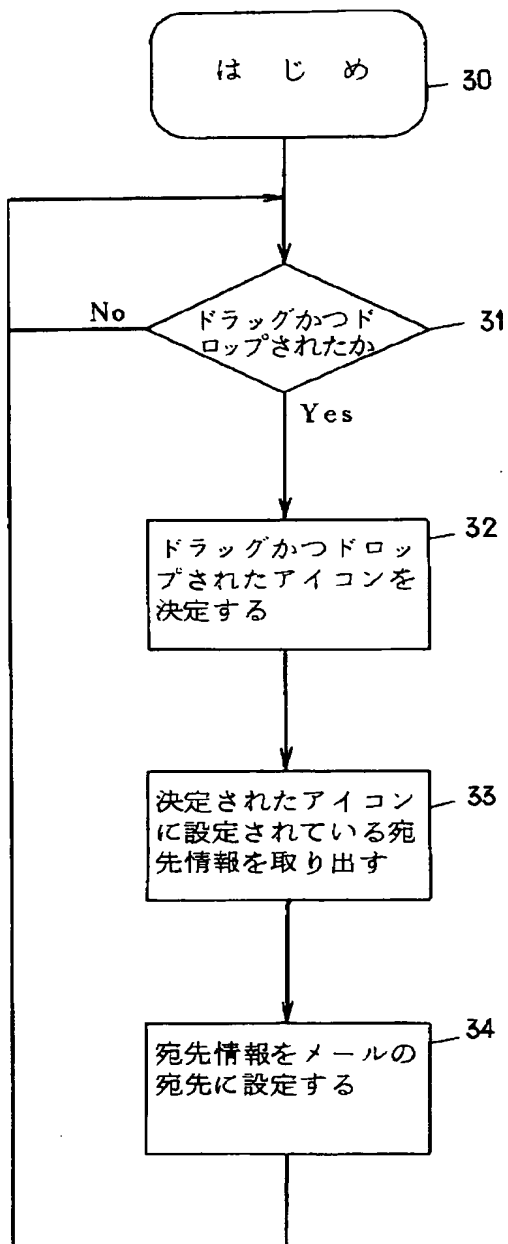 は じ め
30
No
ドラッグかつド
ロップされたか
31
Yes
32
ドラッグかつドロッ
プされたアイコンを
決定する
33
決定されたアイコン
に設定されている宛
先情報を取り出す
34
宛先情報をメールの
宛先に設定する